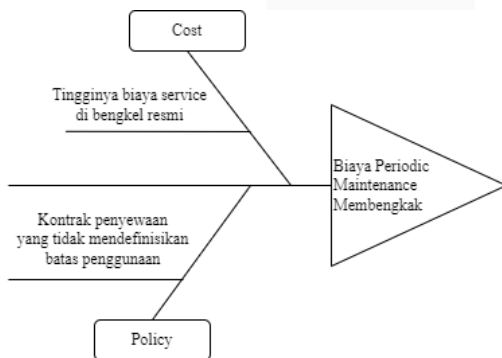 Cost
Tingginya biaya service
di bengkel resmi
Biaya Periodic
Maintenance
Membengkak
Kontrak penyewaan
yang tidak mendefinisikan
batas penggunaan
Policy